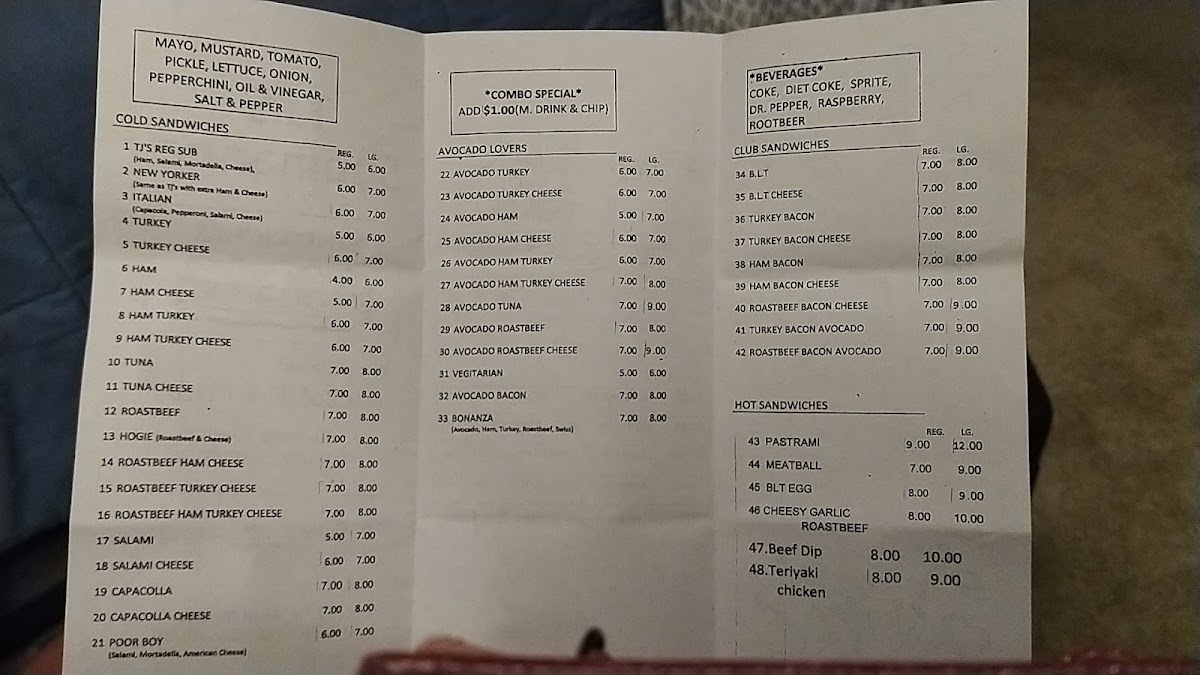 MAYO, MUSTARD, TOMATO,
PICKLE, LETTUCE, ONION,
PEPPERCHINI, OIL & VINEGAR,
SALT & PEPPER
COLD SANDWICHES
REG. LG.
1 TJ'S REG SUB 5.00 6.00
(Ham, Salami, Mortadella, Cheese),
2 NEW YORKER 6.00 7.00
(Same as TJ's with extra Ham & Cheese)
3 ITALIAN 6.00 7.00
(Capacola, Pepperoni, Salami, Cheese)
4 TURKEY 5.00 6.00
5 TURKEY CHEESE 6.00 7.00
6 HAM 4.00 6.00
7 HAM CHEESE 5.00 7.00
8 HAM TURKEY 6.00 7.00
9 HAM TURKEY CHEESE 6.00 7.00
10 TUNA 7.00 8.00
11 TUNA CHEESE 7.00 8.00
12 ROASTBEEF 7.00 8.00
13 HOGIE (Roastbeef & Cheese) 7.00 8.00
14 ROASTBEEF HAM CHEESE 7.00 8.00
15 ROASTBEEF TURKEY CHEESE 7.00 8.00
16 ROASTBEEF HAM TURKEY CHEESE 7.00 8.00
17 SALAMI 5.00 7.00
18 SALAMI CHEESE 6.00 7.00
19 CAPACOLLA 7.00 8.00
20 CAPACOLLA CHEESE 7.00 8.00
21 POOR BOY 6.00 7.00
(Salami, Mortadella, American Cheese)
*COMBO SPECIAL*
ADD $1.00(M. DRINK & CHIP)
AVOCADO LOVERS
REG. LG.
22 AVOCADO TURKEY 6.00 7.00
23 AVOCADO TURKEY CHEESE 6.00 7.00
24 AVOCADO HAM 5.00 7.00
25 AVOCADO HAM CHEESE 6.00 7.00
26 AVOCADO HAM TURKEY 6.00 7.00
27 AVOCADO HAM TURKEY CHEESE 7.00 8.00
28 AVOCADO TUNA 7.00 9.00
29 AVOCADO ROASTBEEF 7.00 8.00
30 AVOCADO ROASTBEEF CHEESE 7.00 9.00
31 VEGITARIAN 5.00 6.00
32 AVOCADO BACON 7.00 8.00
33 BONANZA 7.00 8.00
(Avocado, Ham, Turkey, Roastbeef, Swiss)
*BEVERAGES*
COKE, DIET COKE, SPRITE,
DR. PEPPER, RASPBERRY,
ROOTBEER
CLUB SANDWICHES
REG. LG.
34 B.L.T 7.00 8.00
35 B.L.T CHEESE 7.00 8.00
36 TURKEY BACON 7.00 8.00
37 TURKEY BACON CHEESE 7.00 8.00
38 HAM BACON 7.00 8.00
39 HAM BACON CHEESE 7.00 8.00
40 ROASTBEEF BACON CHEESE 7.00 9.00
41 TURKEY BACON AVOCADO 7.00 9.00
42 ROASTBEEF BACON AVOCADO 7.00 9.00
HOT SANDWICHES
REG. LG.
43 PASTRAMI 9.00 12.00
44 MEATBALL 7.00 9.00
45 BLT EGG 8.00 9.00
46 CHEESY GARLIC 8.00 10.00
ROASTBEEF
47.Beef Dip 8.00 10.00
48.Teriyaki 8.00 9.00
chicken